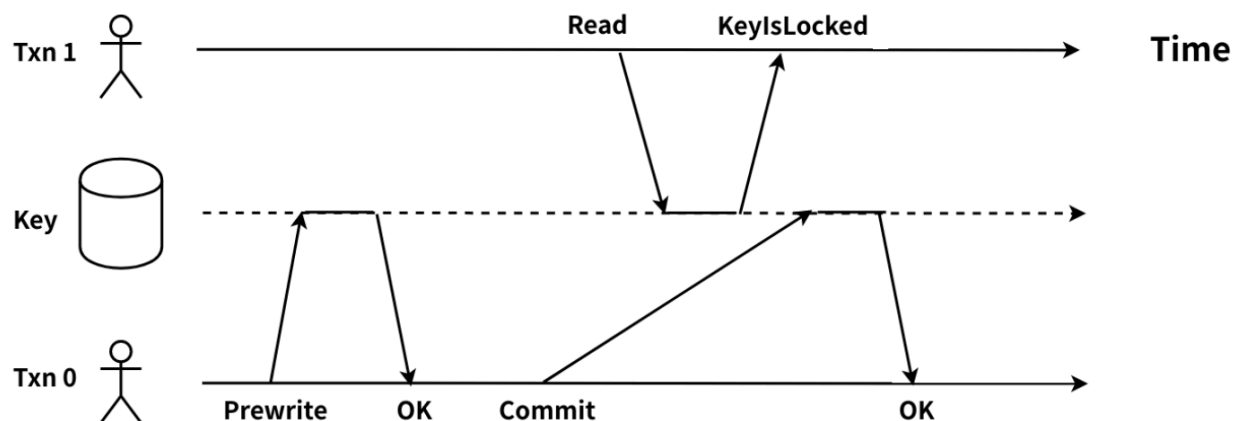 Read KeyIsLocked
Txn 1
Time
Key
Txn 0
Prewrite OK Commit OK